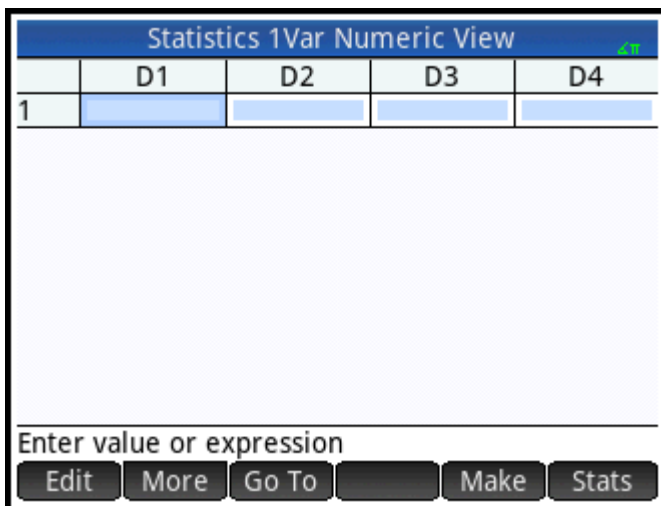 Statistics 1Var Numeric View ∡π
D1 D2 D3 D4
1
Enter value or expression
Edit More Go To Make Stats